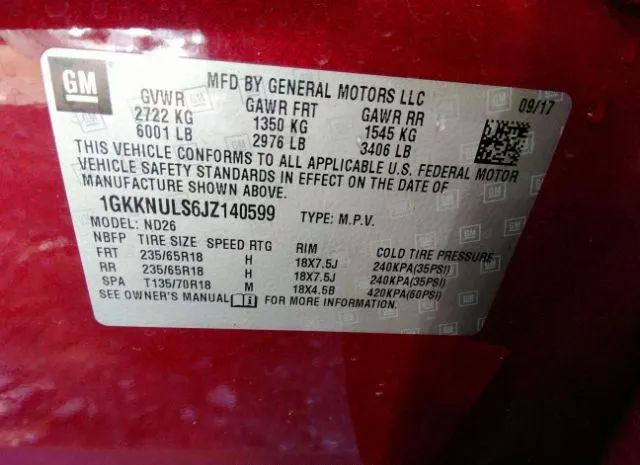 GM
MFD BY GENERAL MOTORS LLC
09/17
GVWR GAWR FRT GAWR RR
2722 KG 1350 KG 1545 KG
6001 LB 2976 LB 3406 LB
THIS VEHICLE CONFORMS TO ALL APPLICABLE U.S. FEDERAL MOTOR
VEHICLE SAFETY STANDARDS IN EFFECT ON THE DATE OF
MANUFACTURE SHOWN ABOVE.
1GKKNULS6JZ140599 TYPE: M.P.V.
MODEL: ND26
NBFP TIRE SIZE SPEED RTG RIM COLD TIRE PRESSURE
FRT 235/65R18 H 18X7.5J 240KPA(35PSI)
RR 235/65R18 H 18X7.5J 240KPA(35PSI)
SPA T135/70R18 M 18X4.5B 420KPA(60PSI)
SEE OWNER'S MANUAL FOR MORE INFORMATION.